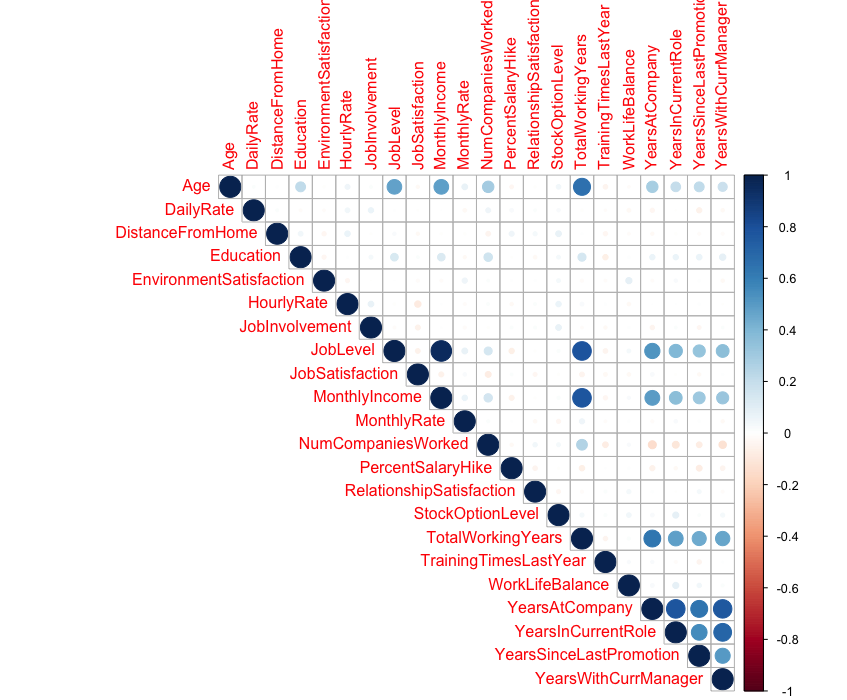 Age
DailyRate
DistanceFromHome
Education
EnvironmentSatisfaction
HourlyRate
JobInvolvement
JobLevel
JobSatisfaction
MonthlyIncome
MonthlyRate
NumCompaniesWorked
PercentSalaryHike
RelationshipSatisfaction
StockOptionLevel
TotalWorkingYears
TrainingTimesLastYear
WorkLifeBalance
YearsAtCompany
YearsInCurrentRole
YearsSinceLastPromotio
YearsWithCurrManager
Age
DailyRate
DistanceFromHome
Education
EnvironmentSatisfaction
HourlyRate
JobInvolvement
JobLevel
JobSatisfaction
MonthlyIncome
MonthlyRate
NumCompaniesWorked
PercentSalaryHike
RelationshipSatisfaction
StockOptionLevel
TotalWorkingYears
TrainingTimesLastYear
WorkLifeBalance
YearsAtCompany
YearsInCurrentRole
YearsSinceLastPromotion
YearsWithCurrManager
1
0.8
0.6
0.4
0.2
0
-0.2
-0.4
-0.6
-0.8
-1